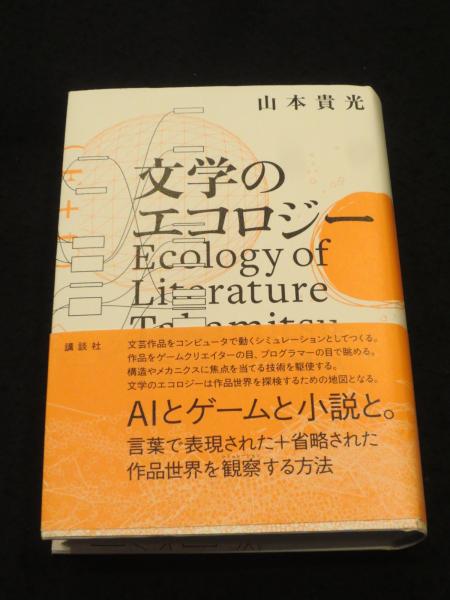 山本貴光
文学の
エコロジー
Ecology of
Literature
講談社
文芸作品をコンピュータで動くシミュレーションとしてつくる。
作品をゲームクリエイターの目、プログラマーの目で眺める。
構造やメカニクスに焦点を当てる技術を駆使する。
文学のエコロジーは作品世界を探検するための地図となる。
AIとゲームと小説と。
言葉で表現された+省略された
作品世界を観察する方法